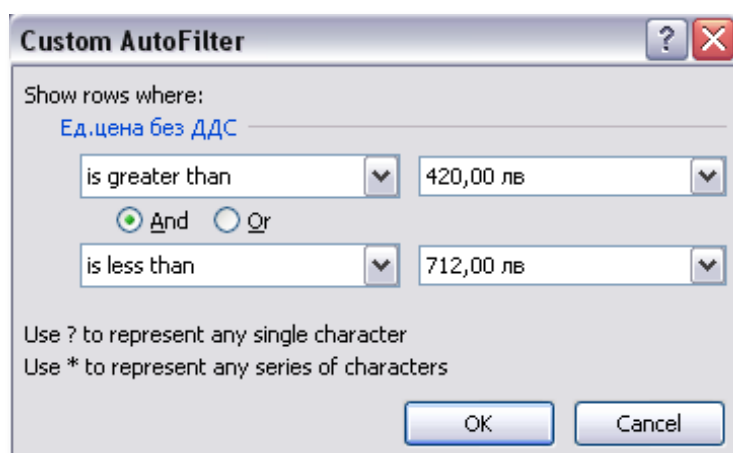 Custom AutoFilter
Show rows where:
Ед.цена без ДДС
is greater than 420,00 лв
And Or
is less than 712,00 лв
Use ? to represent any single character
Use * to represent any series of characters
OK Cancel